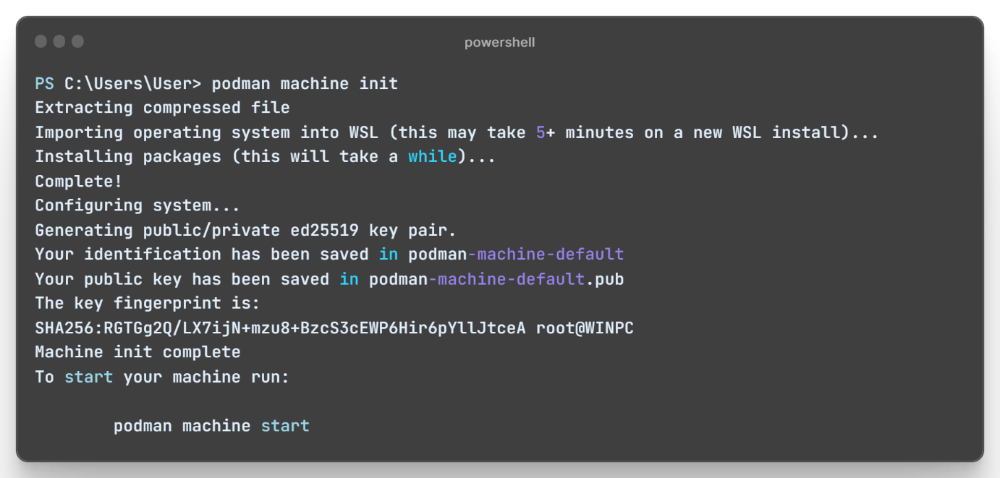 powershell
PS C:\Users\User> podman machine init
Extracting compressed file
Importing operating system into WSL (this may take 5+ minutes on a new WSL install)...
Installing packages (this will take a while)...
Complete!
Configuring system...
Generating public/private ed25519 key pair.
Your identification has been saved in podman-machine-default
Your public key has been saved in podman-machine-default.pub
The key fingerprint is:
SHA256:RGTGg2Q/LX7ijN+mzu8+BzcS3cEWP6Hir6pYllJtceA root@WINPC
Machine init complete
To start your machine run:
podman machine start